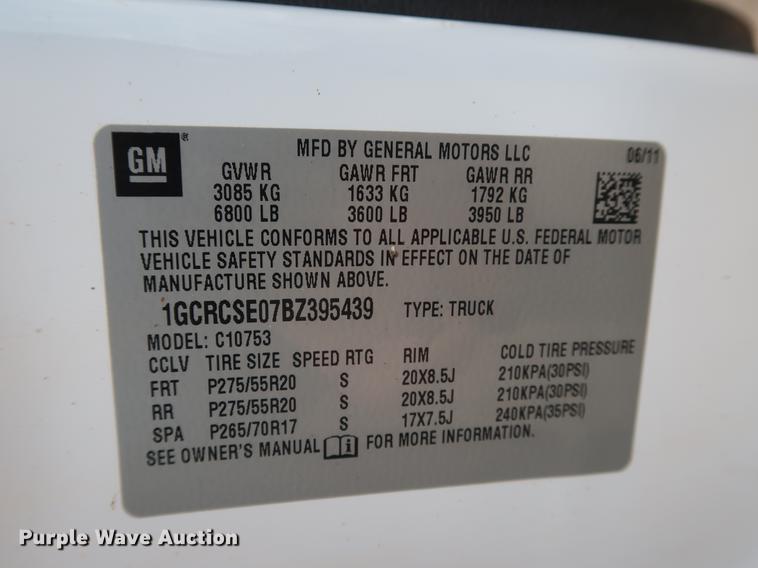 GM®
MFD BY GENERAL MOTORS LLC 06/11
GVWR GAWR FRT GAWR RR
3085 KG 1633 KG 1792 KG
6800 LB 3600 LB 3950 LB
THIS VEHICLE CONFORMS TO ALL APPLICABLE U.S. FEDERAL MOTOR
VEHICLE SAFETY STANDARDS IN EFFECT ON THE DATE OF
MANUFACTURE SHOWN ABOVE.
1GCRCSE07BZ395439 TYPE: TRUCK
MODEL: C10753
CCLV TIRE SIZE SPEED RTG RIM COLD TIRE PRESSURE
FRT P275/55R20 S 20X8.5J 210KPA(30PSI)
RR P275/55R20 S 20X8.5J 210KPA(30PSI)
SPA P265/70R17 S 17X7.5J 240KPA(35PSI)
SEE OWNER'S MANUAL i FOR MORE INFORMATION.
Purple Wave Auction